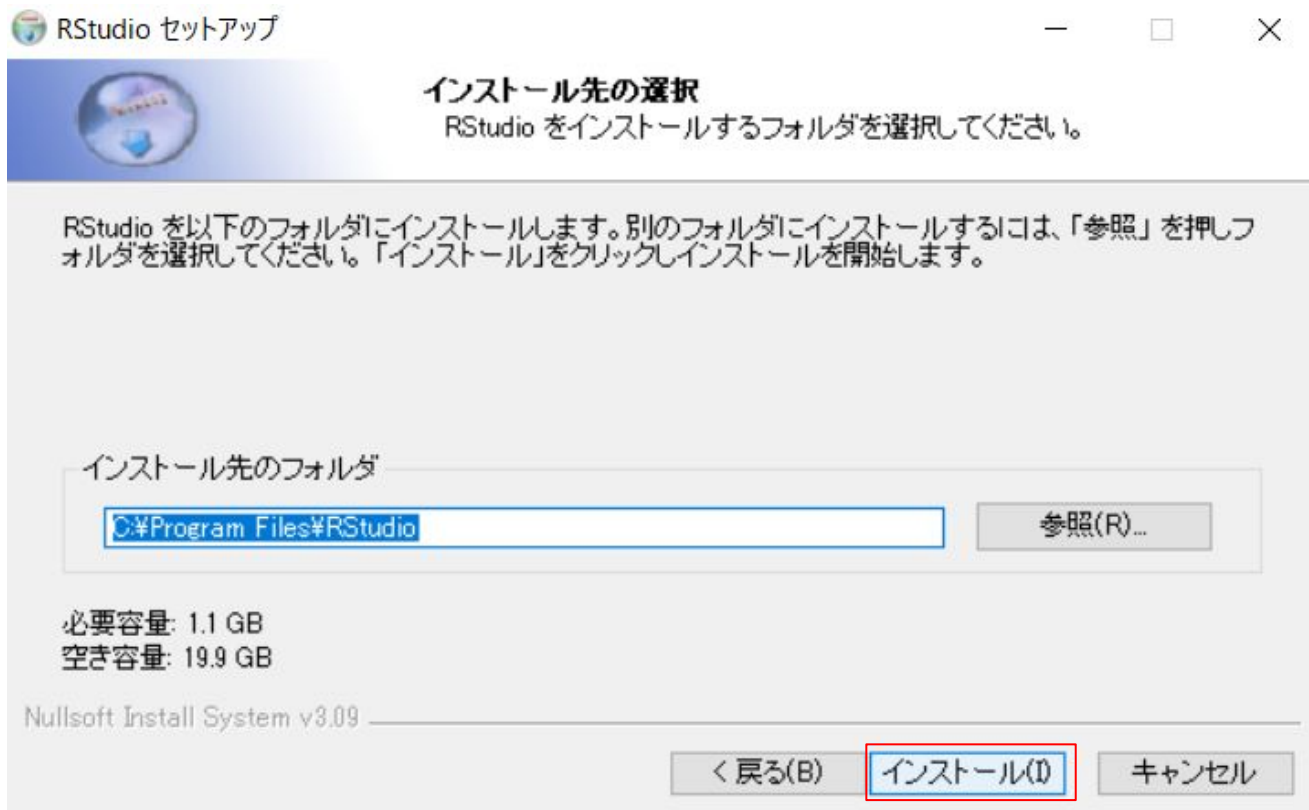 RStudio セットアップ
インストール先の選択
RStudio をインストールするフォルダを選択してください。
RStudio を以下のフォルダにインストールします。別のフォルダにインストールするには、「参照」を押しフ
ォルダを選択してください。「インストール」をクリックしインストールを開始します。
インストール先のフォルダ
C:¥Program Files¥RStudio
参照(R)...
必要容量: 1.1 GB
空き容量: 19.9 GB
Nullsoft Install System v3.09
< 戻る(B)
インストール(I)
キャンセル